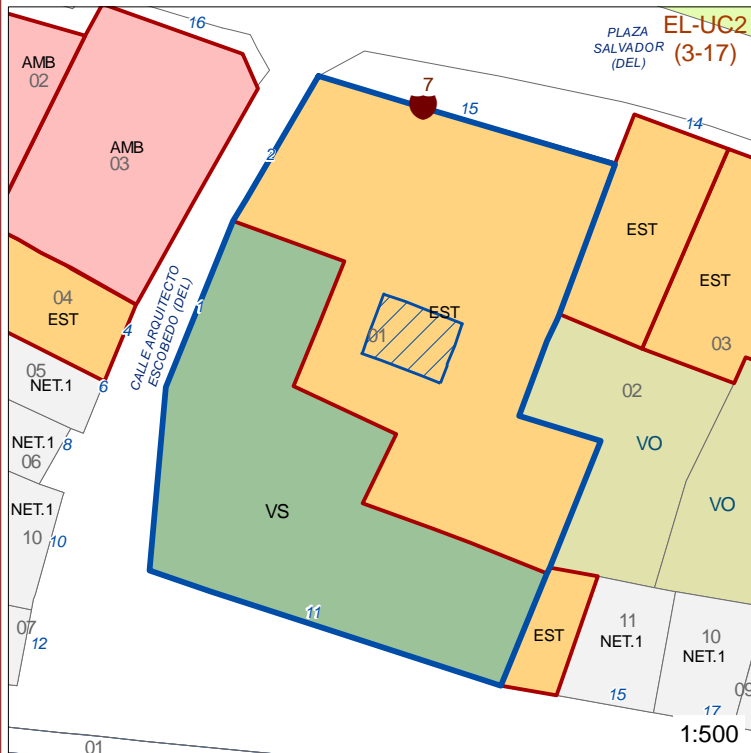 16
PLAZA
SALVADOR
(DEL)
EL-UC2
(3-17)
AMB
02
7
15
14
AMB
03
2
EST
EST
04
EST
CALLE ARQUITECTO
ESCOBEDO (DEL)
1
4
EST
01
03
05
NET.1
6
02
VO
NET.1
06
8
VS
VO
NET.1
10
10
07
12
11
EST
11
NET.1
10
NET.1
09
15
17
1:500
01